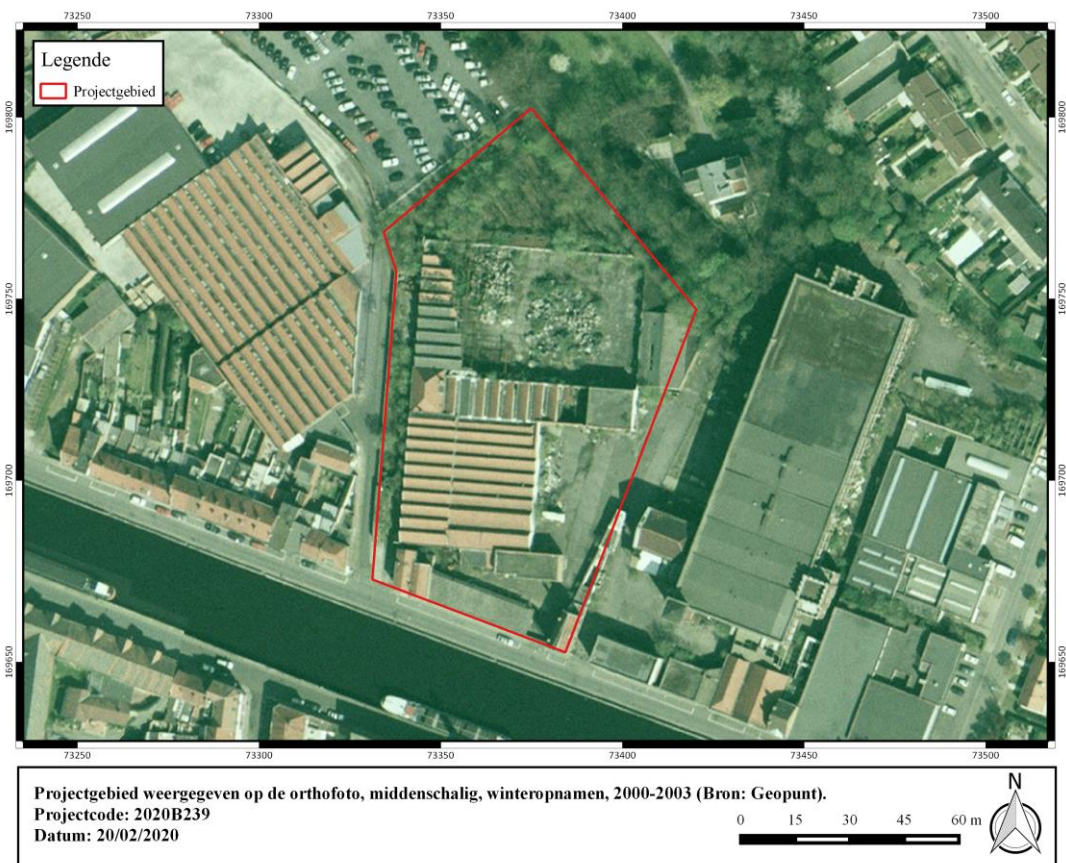 73250 73300 73350 73400 73450 73500
Legende
Projectgebied
169800 169800
169750 169750
169700 169700
169650 169650
73250 73300 73350 73400 73450 73500
Projectgebied weergegeven op de orthofoto, middenschalig, winteropnamen, 2000-2003 (Bron: Geopunt).
Projectcode: 2020B239
Datum: 20/02/2020
0 15 30 45 60 m
N